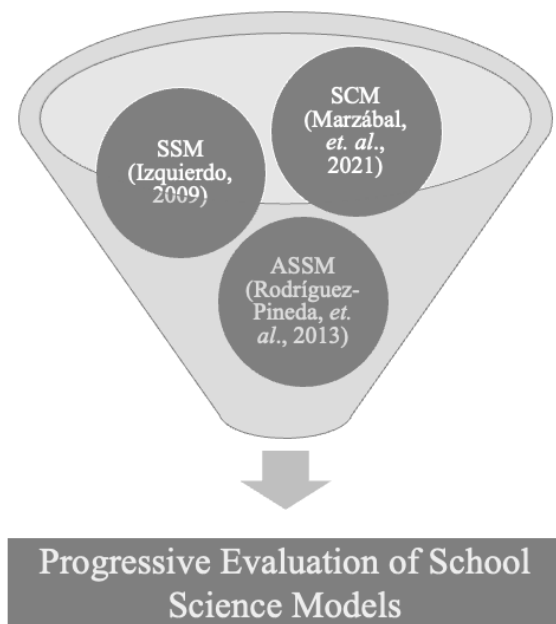 SCM
(Marzábal,
et. al.,
2021)
SSM
(Izquierdo,
2009)
ASSM
(Rodríguez-
Pineda, et.
al., 2013)
Progressive Evaluation of School
Science Models